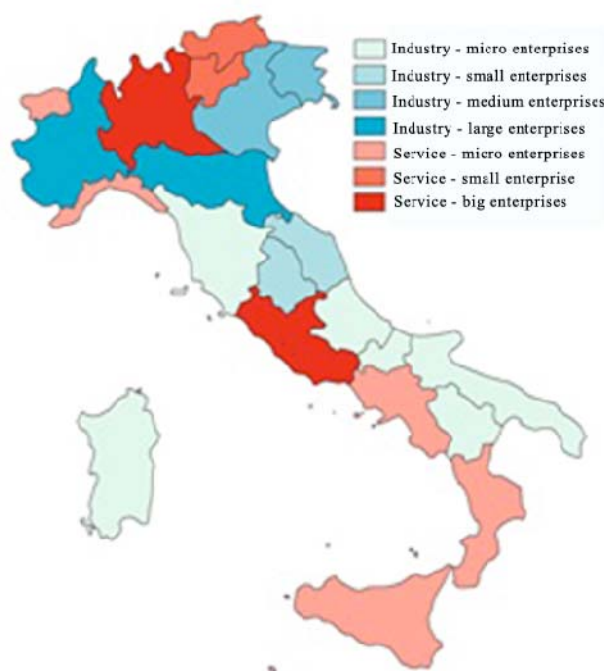 Industry - micro enterprises
Industry - small enterprises
Industry - medium enterprises
Industry - large enterprises
Service - micro enterprises
Service - small enterprise
Service - big enterprises